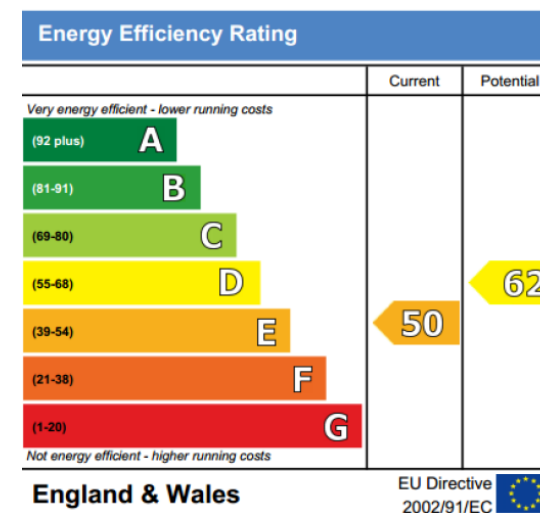 Energy Efficiency Rating
Current Potential
Very energy efficient - lower running costs
(92 plus) A
(81-91) B
(69-80) C
(55-68) D
62
(39-54) E
50
(21-38) F
(1-20) G
Not energy efficient - higher running costs
England & Wales
EU Directive
2002/91/EC